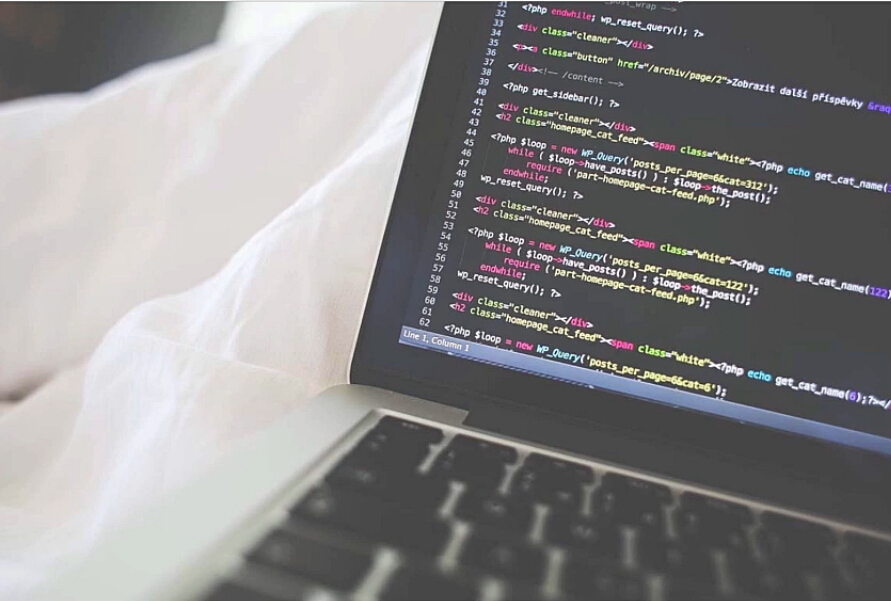 31
32
33
34
35
36
37
38
39
40
41
42
43
44
45
46
47
48
49
50
51
52
53
54
55
56
57
58
59
60
61
62
post_wrap -->
<?php endwhile; wp_reset_query(); ?>
<div class="cleaner"></div>
<p><a class="button" href="/archiv/page/2">Zobrazit další příspěvky &raq
</div><!-- /content -->
<?php get_sidebar(); ?>
<div class="cleaner"></div>
<h2 class="homepage_cat_feed"><span class="white"><?php echo get_cat_name(
<?php $loop = new WP_Query('posts_per_page=6&cat=312');
while ( $loop->have_posts() ) : $loop->the_post();
require ('part-homepage-cat-feed.php');
endwhile;
wp_reset_query(); ?>
<div class="cleaner"></div>
<h2 class="homepage_cat_feed"><span class="white"><?php echo get_cat_name(122)
<?php $loop = new WP_Query('posts_per_page=6&cat=122');
while ( $loop->have_posts() ) : $loop->the_post();
require ('part-homepage-cat-feed.php');
endwhile;
wp_reset_query(); ?>
<div class="cleaner"></div>
<h2 class="homepage_cat_feed"><span class="white"><?php echo get_cat_name(6);?></
<?php $loop = new WP_Query('posts_per_page=6&cat=6');
Line 1, Column 1